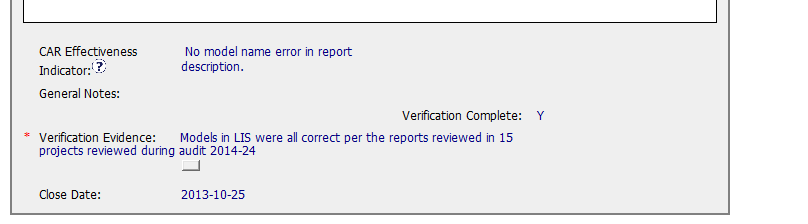 CAR Effectiveness No model name error in report
Indicator:? description.
General Notes:
Verification Complete: Y
* Verification Evidence: Models in LIS were all correct per the reports reviewed in 15
projects reviewed during audit 2014-24
Close Date: 2013-10-25